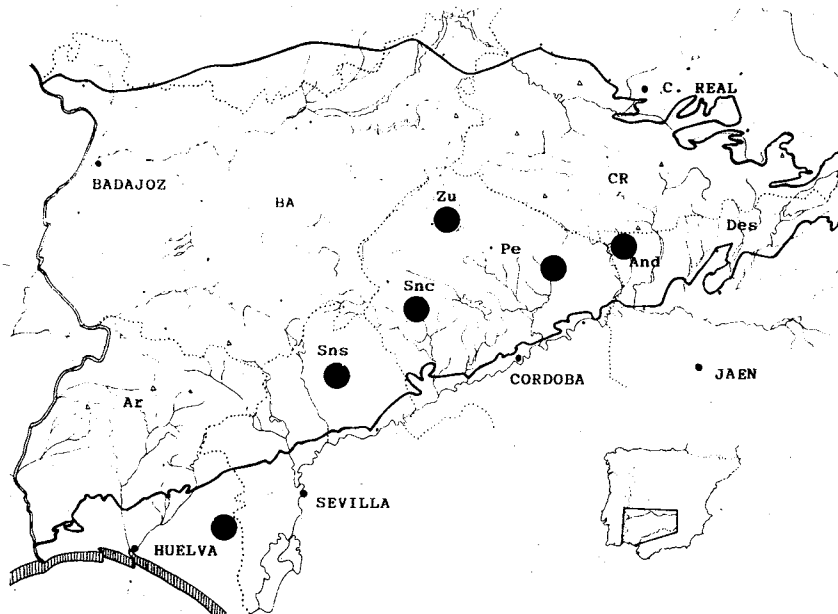 C. REAL
BADAJOZ
BA
CR
Zu
Des
Pe
And
Snc
Sns
CORDOBA
JAEN
Ar
SEVILLA
HUELVA